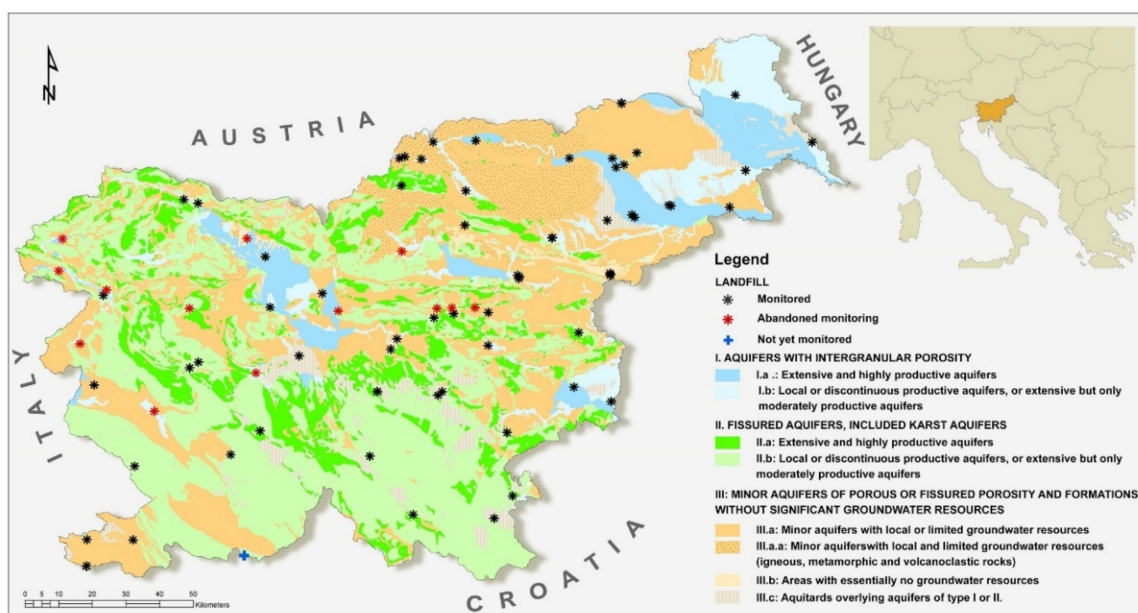 N
AUSTRIA
HUNGARY
ITALY
CROATIA
Legend
LANDFILL
Monitored
Abandoned monitoring
Not yet monitored
I. AQUIFERS WITH INTERGRANULAR POROSITY
I.a .: Extensive and highly productive aquifers
I.b: Local or discontinuous productive aquifers, or extensive but only
moderately productive aquifers
II. FISSURED AQUIFERS, INCLUDED KARST AQUIFERS
II.a: Extensive and highly productive aquifers
II.b: Local or discontinuous productive aquifers, or extensive but only
moderately productive aquifers
III: MINOR AQUIFERS OF POROUS OR FISSURED POROSITY AND FORMATIONS
WITHOUT SIGNIFICANT GROUNDWATER RESOURCES
III.a: Minor aquifers with local or limited groundwater resources
III.a.a: Minor aquiferswith local and limited groundwater resources
(igneous, metamorphic and volcanoclastic rocks)
III.b: Areas with essentially no groundwater resources
III.c: Aquitards overlying aquifers of type I or II.
0 5 10 20 30 40 50
Kilometers